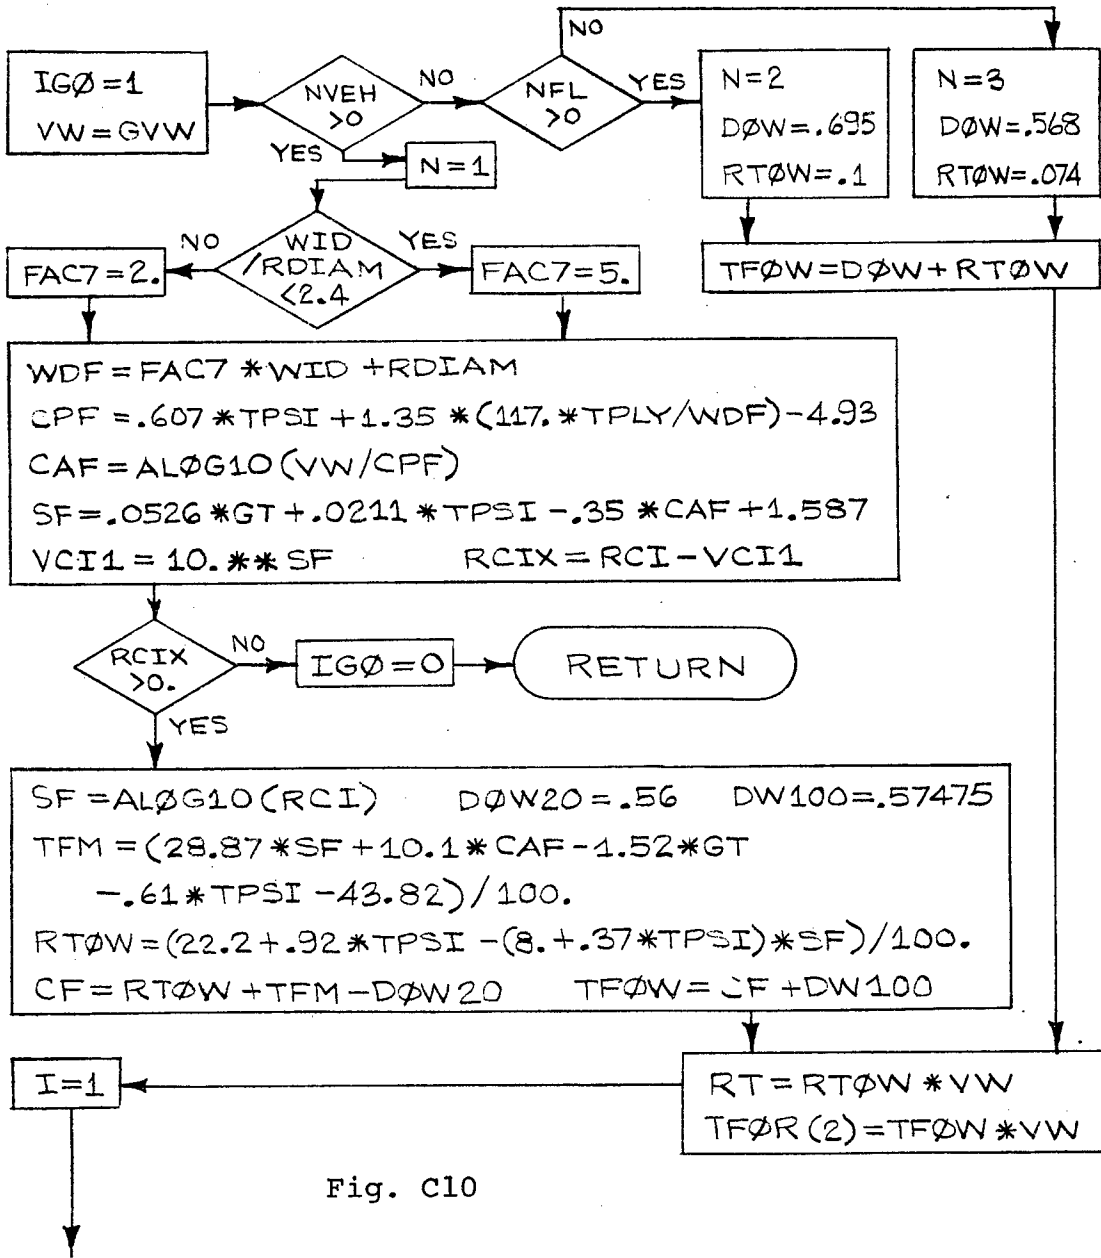 IGØ=1
VW=GVW
NVEH
>0
NO
YES
N=1
NFL
>0
NO
YES
N=2
DØW=.695
RTØW=.1
N=3
DØW=.568
RTØW=.074
TFØW=DØW+RTØW
WID
/RDIAM
<2.4
NO
YES
FAC7=2.
FAC7=5.
WDF=FAC7*WID+RDIAM
CPF=.607*TPSI+1.35*(117.*TPLY/WDF)-4.93
CAF=ALØG10(VW/CPF)
SF=.0526*GT+.0211*TPSI-.35*CAF+1.587
VCI1=10.**SF RCIX=RCI-VCI1
RCIX
>0.
NO
IGØ=0
RETURN
YES
SF=ALØG10(RCI) DØW20=.56 DW100=.57475
TFM=(28.87*SF+10.1*CAF-1.52*GT
-.61*TPSI-43.82)/100.
RTØW=(22.2+.92*TPSI-(8.+.37*TPSI)*SF)/100.
CF=RTØW+TFM-DØW20 TFØW=CF+DW100
RT=RTØW*VW
TFØR(2)=TFØW*VW
I=1
Fig. C10